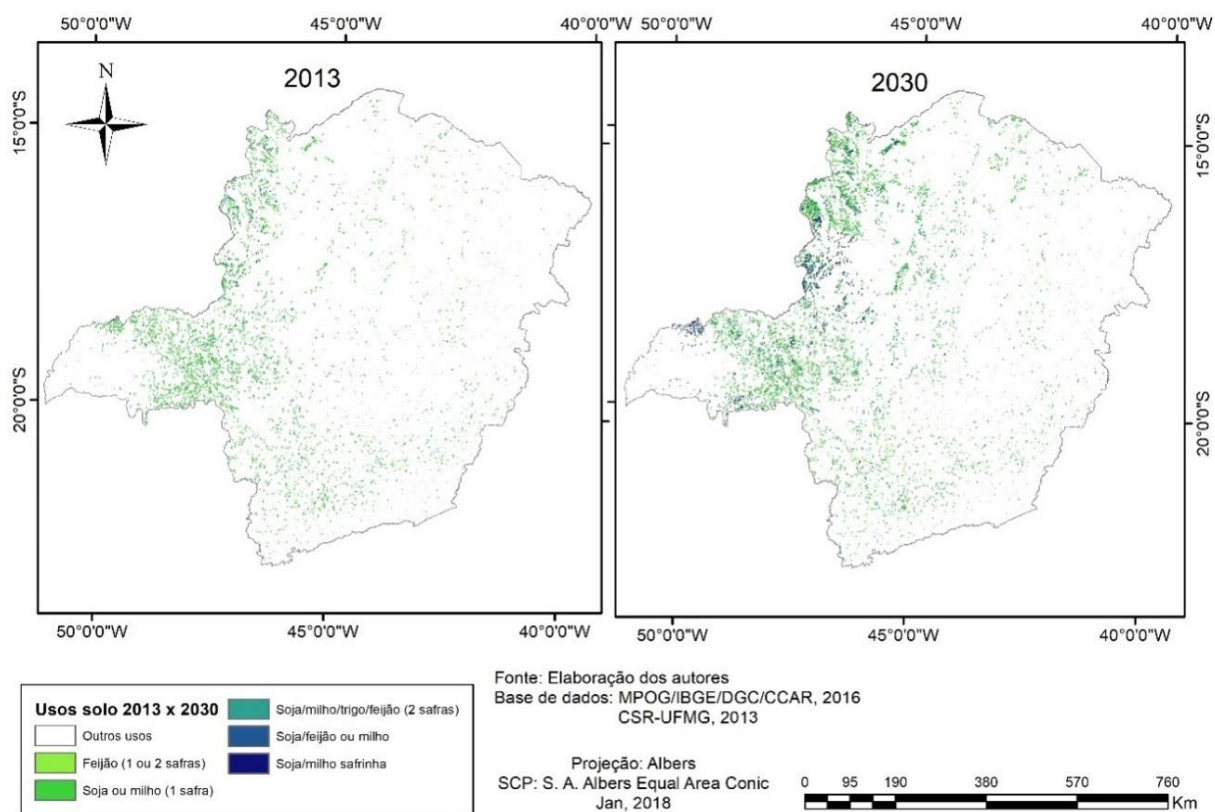 50°0'0"W 45°0'0"W 40°0'0"W 50°0'0"W 45°0'0"W 40°0'0"W
2013
2030
N
15°0'0"S
20°0'0"S
15°0'0"S
20°0'0"S
50°0'0"W 45°0'0"W 40°0'0"W 50°0'0"W 45°0'0"W 40°0'0"W
Usos solo 2013 x 2030
Outros usos
Feijão (1 ou 2 safras)
Soja ou milho (1 safra)
Soja/milho/trigo/feijão (2 safras)
Soja/feijão ou milho
Soja/milho safrinha
Fonte: Elaboração dos autores
Base de dados: MPOG/IBGE/DGC/CCAR, 2016
CSR-UFMG, 2013
Projeção: Albers
SCP: S. A. Albers Equal Area Conic
Jan, 2018
0 95 190 380 570 760
Km